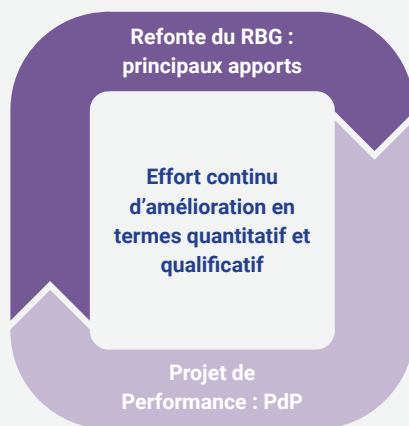 Refonte du RBG :
principaux apports
Effort continu
d’amélioration en
termes quantitatif et
qualificatif
Projet de
Performance : PdP